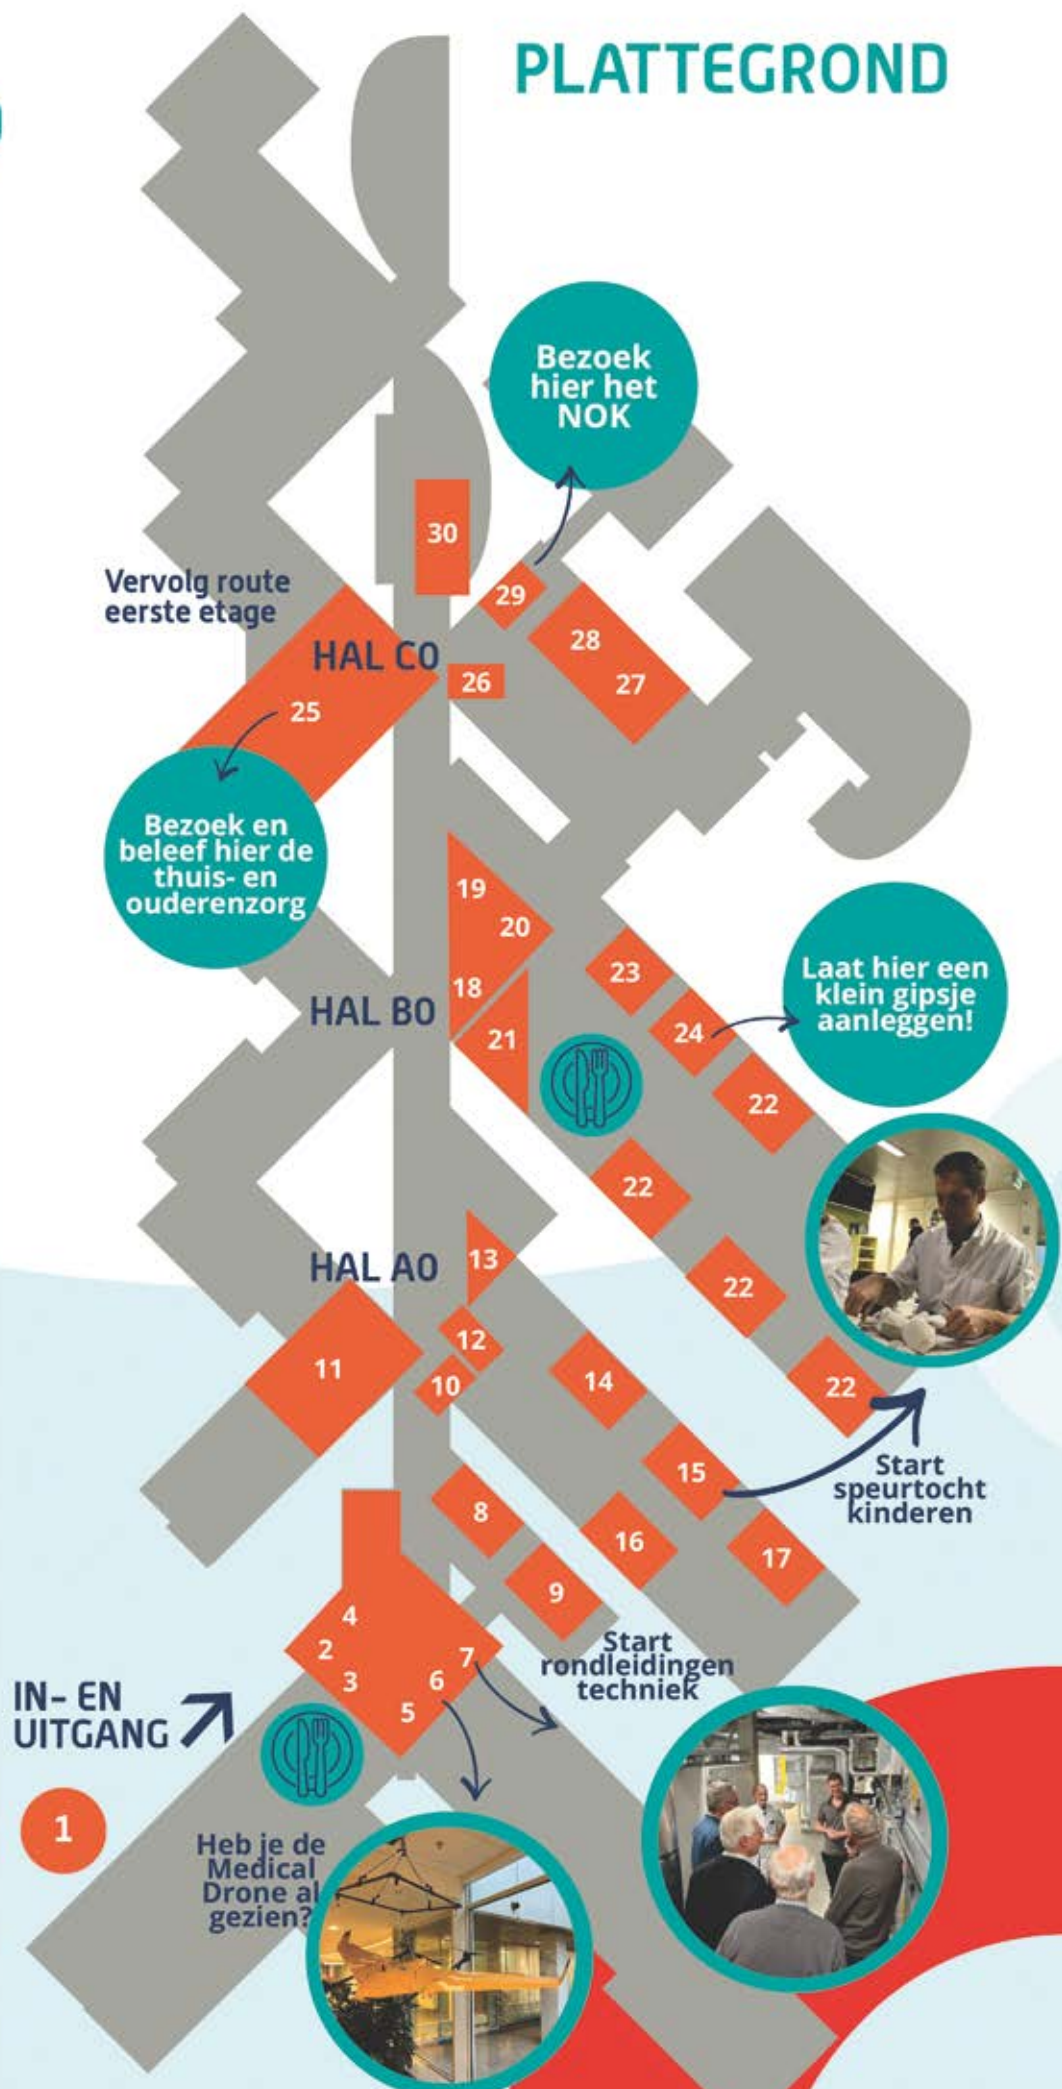 PLATTEGROND
Bezoek
hier het
NOK
30
29
Vervolg route
eerste etage
28
HAL C0
26
27
25
Bezoek en
beleef hier de
thuis- en
ouderenzorg
19
20
23
Laat hier een
klein gipsje
aanleggen!
18
HAL B0
21
24
22
22
13
HAL A0
22
12
11
10
14
22
15
Start
speurtocht
kinderen
8
16
17
9
4
2
7
Start
rondleidingen
techniek
3
6
5
IN- EN
UITGANG
1
Heb je de
Medical
Drone al
gezien?